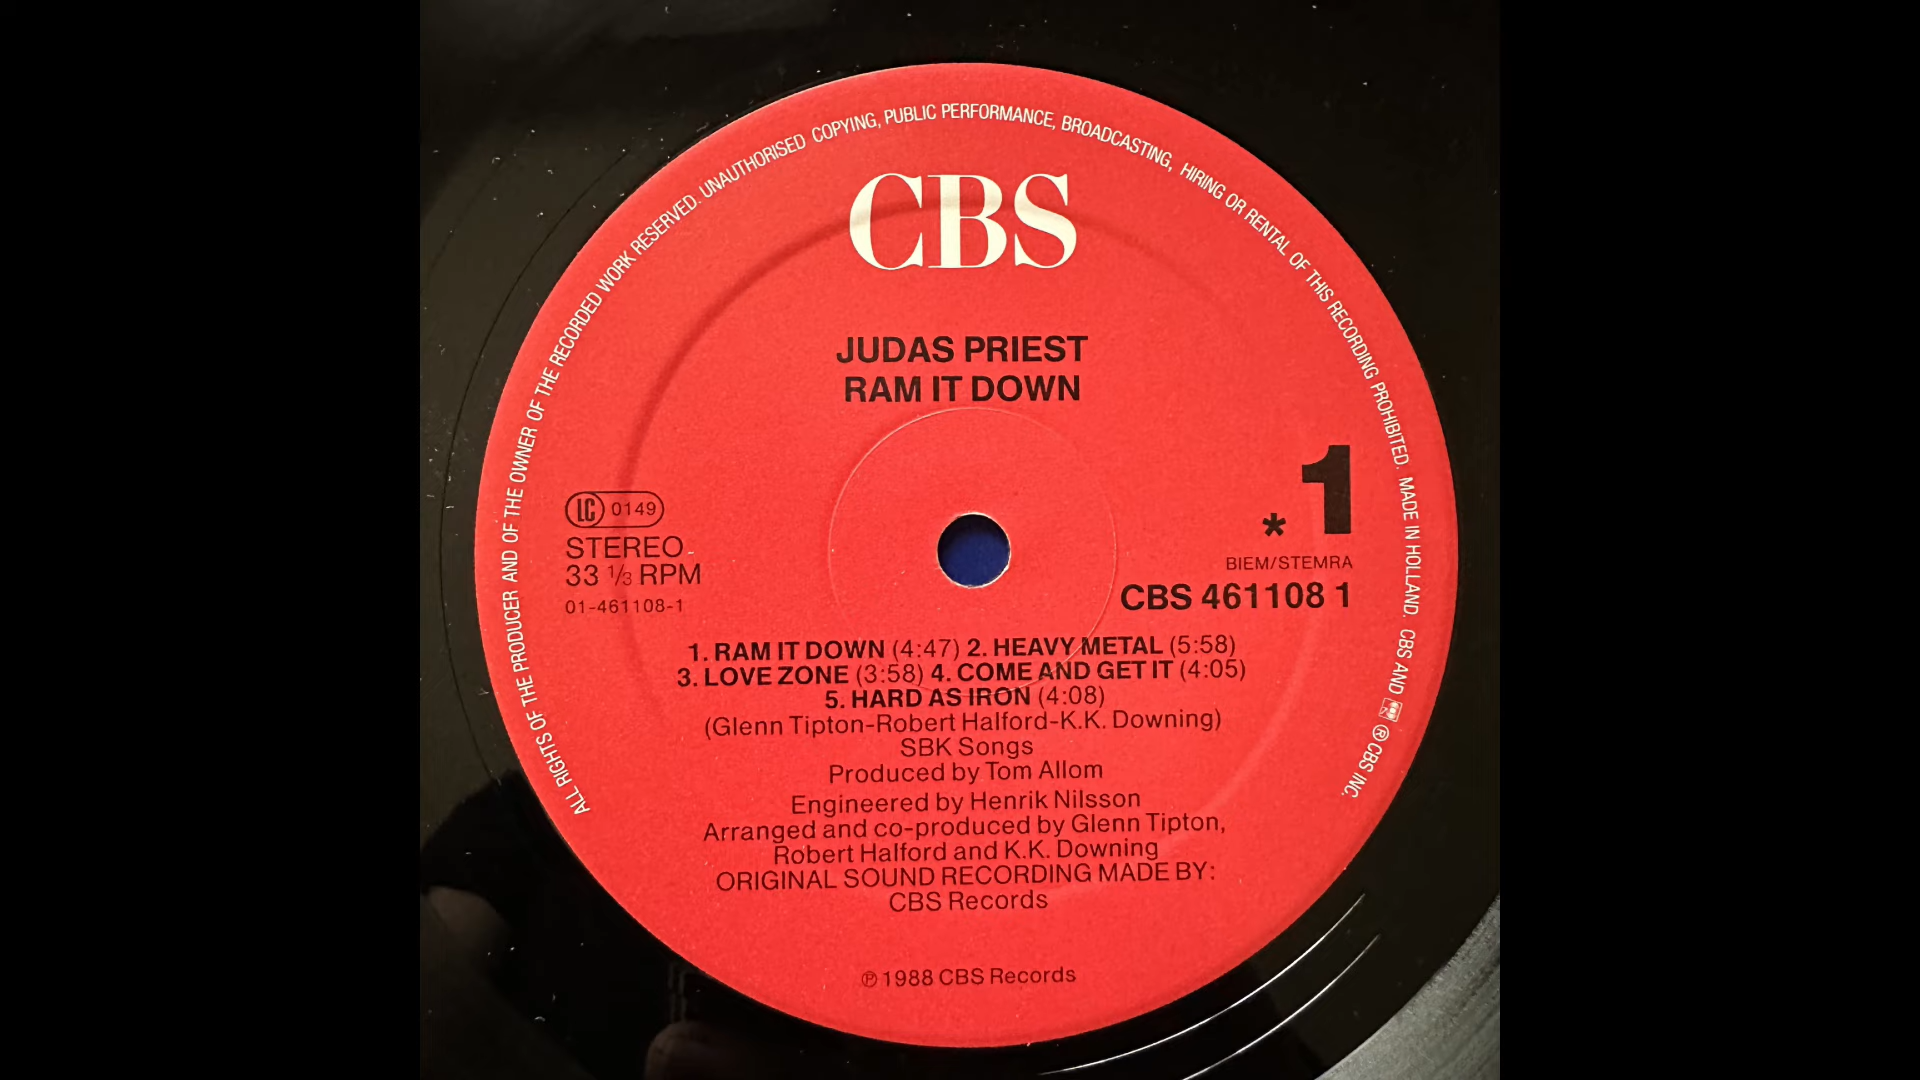 ALL RIGHTS OF THE PRODUCER AND OF THE OWNER OF THE RECORDED WORK RESERVED. UNAUTHORISED COPYING, PUBLIC PERFORMANCE, BROADCASTING, HIRING OR RENTAL OF THIS RECORDING PROHIBITED. MADE IN HOLLAND. CBS AND ® CBS INC.
CBS
JUDAS PRIEST
RAM IT DOWN
LC 0149
STEREO
33 1/3 RPM
01-461108-1
* 1
BIEM/STEMRA
CBS 461108 1
1. RAM IT DOWN (4:47) 2. HEAVY METAL (5:58)
3. LOVE ZONE (3:58) 4. COME AND GET IT (4:05)
5. HARD AS IRON (4:08)
(Glenn Tipton-Robert Halford-K.K. Downing)
SBK Songs
Produced by Tom Allom
Engineered by Henrik Nilsson
Arranged and co-produced by Glenn Tipton,
Robert Halford and K.K. Downing
ORIGINAL SOUND RECORDING MADE BY:
CBS Records
℗ 1988 CBS Records